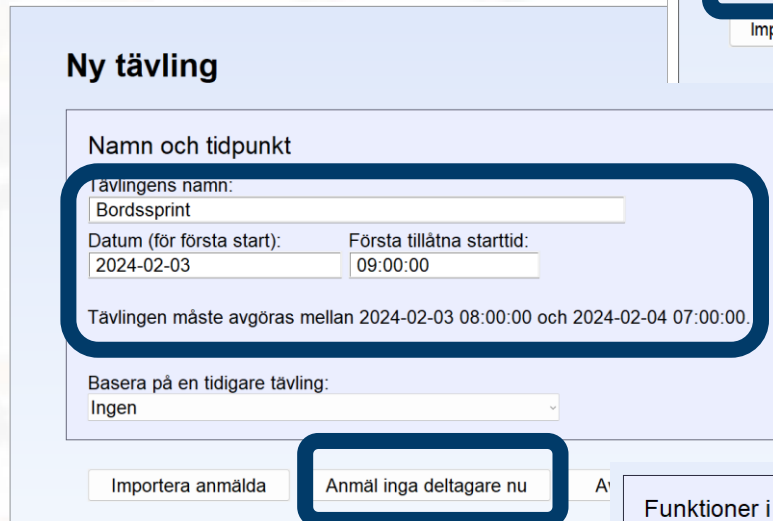 Imp
Ny tävling
Namn och tidpunkt
Tävlingens namn:
Bordssprint
Datum (för första start): Första tillåtna starttid:
2024-02-03 09:00:00
Tävlingen måste avgöras mellan 2024-02-03 08:00:00 och 2024-02-04 07:00:00.
Basera på en tidigare tävling:
Ingen
Importera anmälda Anmäl inga deltagare nu
Funktioner i